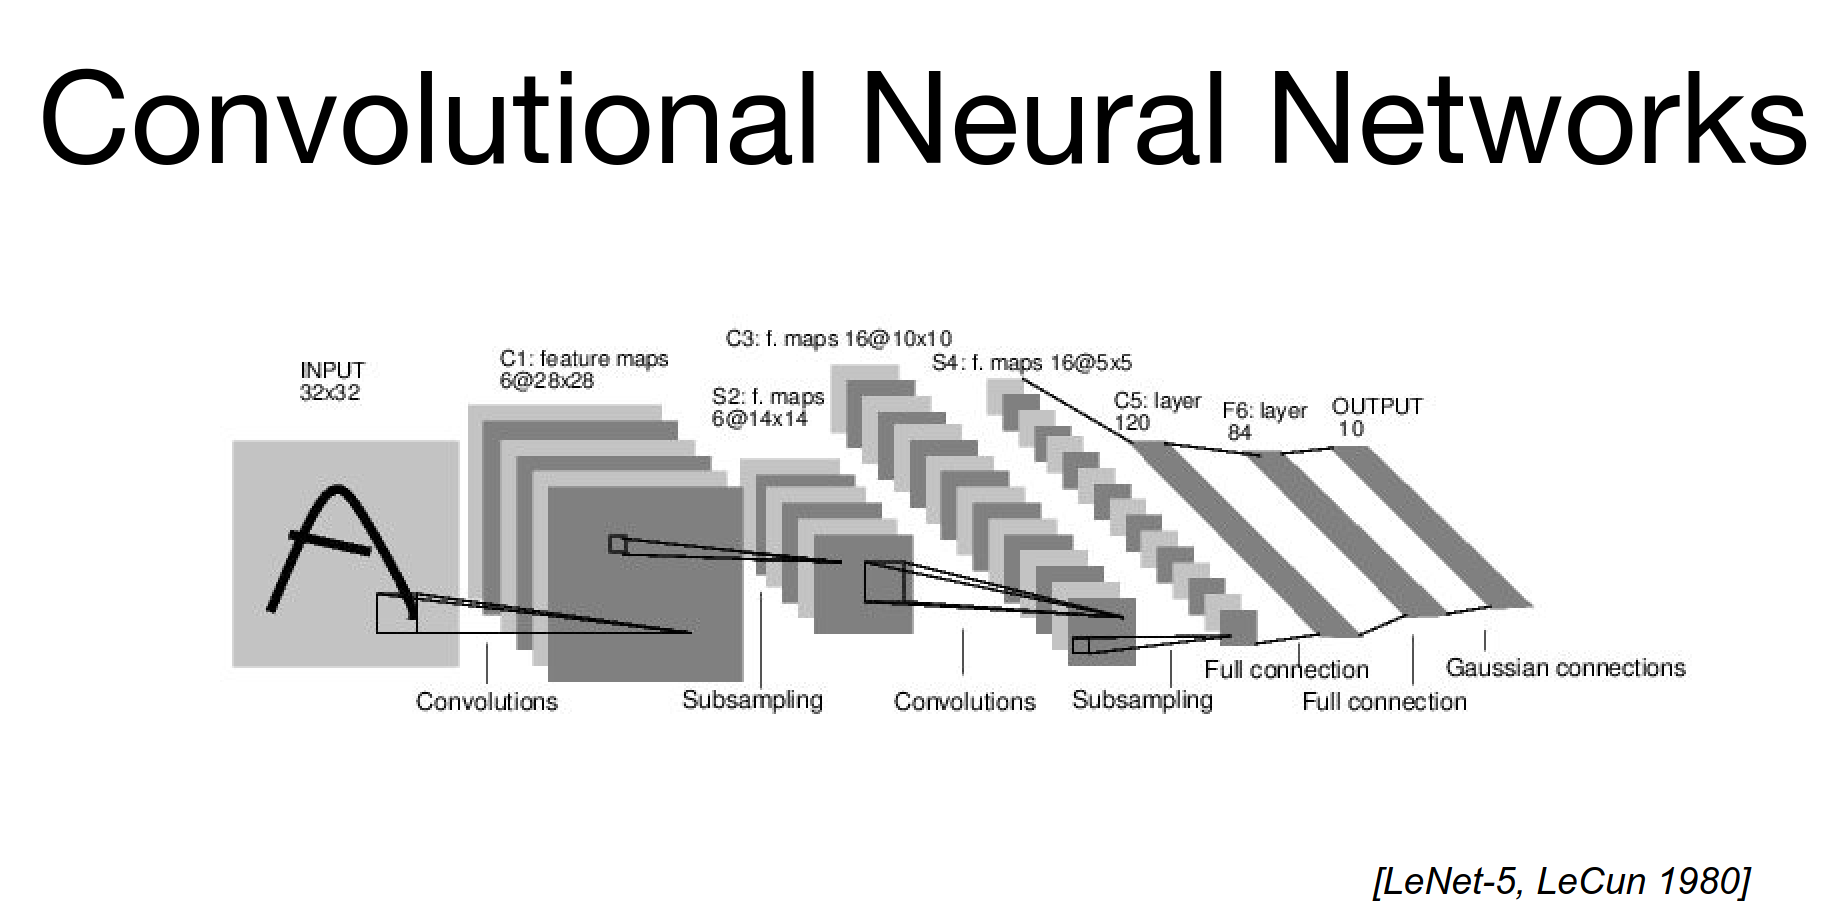 Convolutional Neural Networks
INPUT
32x32
C1: feature maps
6@28x28
S2: f. maps
6@14x14
C3: f. maps 16@10x10
S4: f. maps 16@5x5
C5: layer
120
F6: layer
84
OUTPUT
10
A
Convolutions
Subsampling
Convolutions
Subsampling
Full connection
Full connection
Gaussian connections
[LeNet-5, LeCun 1980]